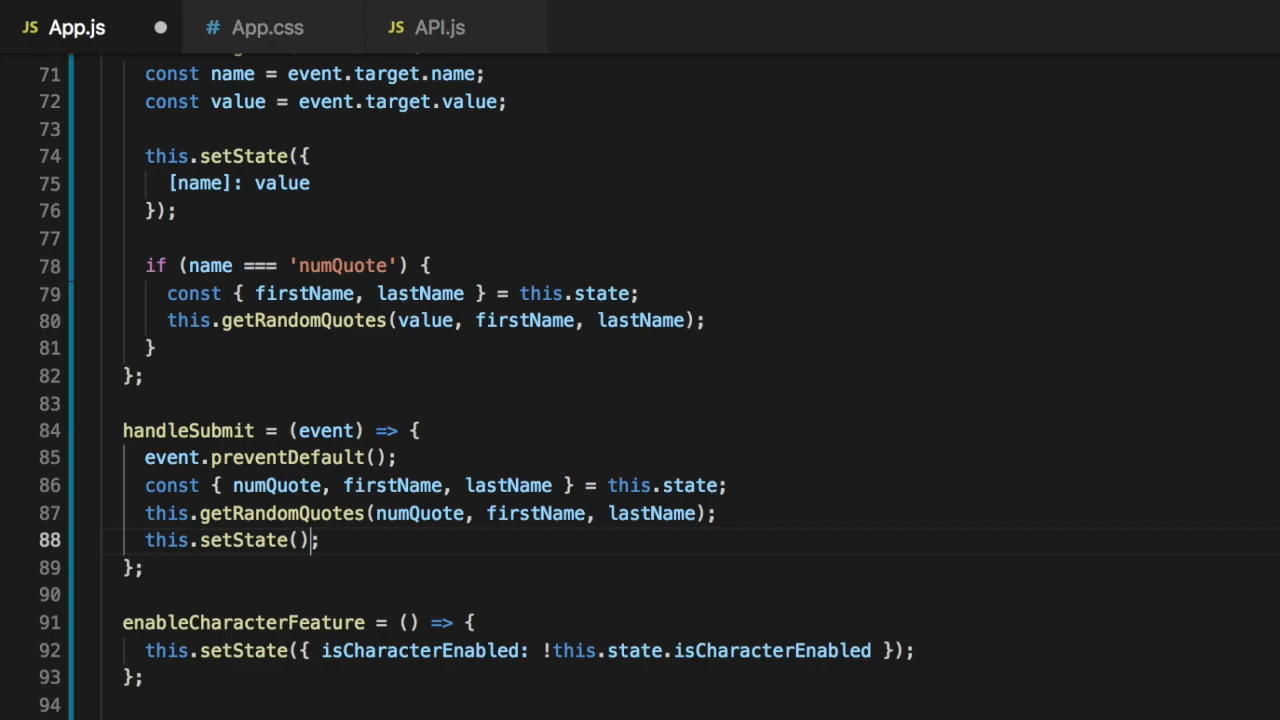 JS App.js
# App.css
JS API.js
71 const name = event.target.name;
72 const value = event.target.value;
73
74 this.setState({
75 [name]: value
76 });
77
78 if (name === 'numQuote') {
79 const { firstName, lastName } = this.state;
80 this.getRandomQuotes(value, firstName, lastName);
81 }
82 };
83
84 handleSubmit = (event) => {
85 event.preventDefault();
86 const { numQuote, firstName, lastName } = this.state;
87 this.getRandomQuotes(numQuote, firstName, lastName);
88 this.setState();
89 };
90
91 enableCharacterFeature = () => {
92 this.setState({ isCharacterEnabled: !this.state.isCharacterEnabled });
93 };
94